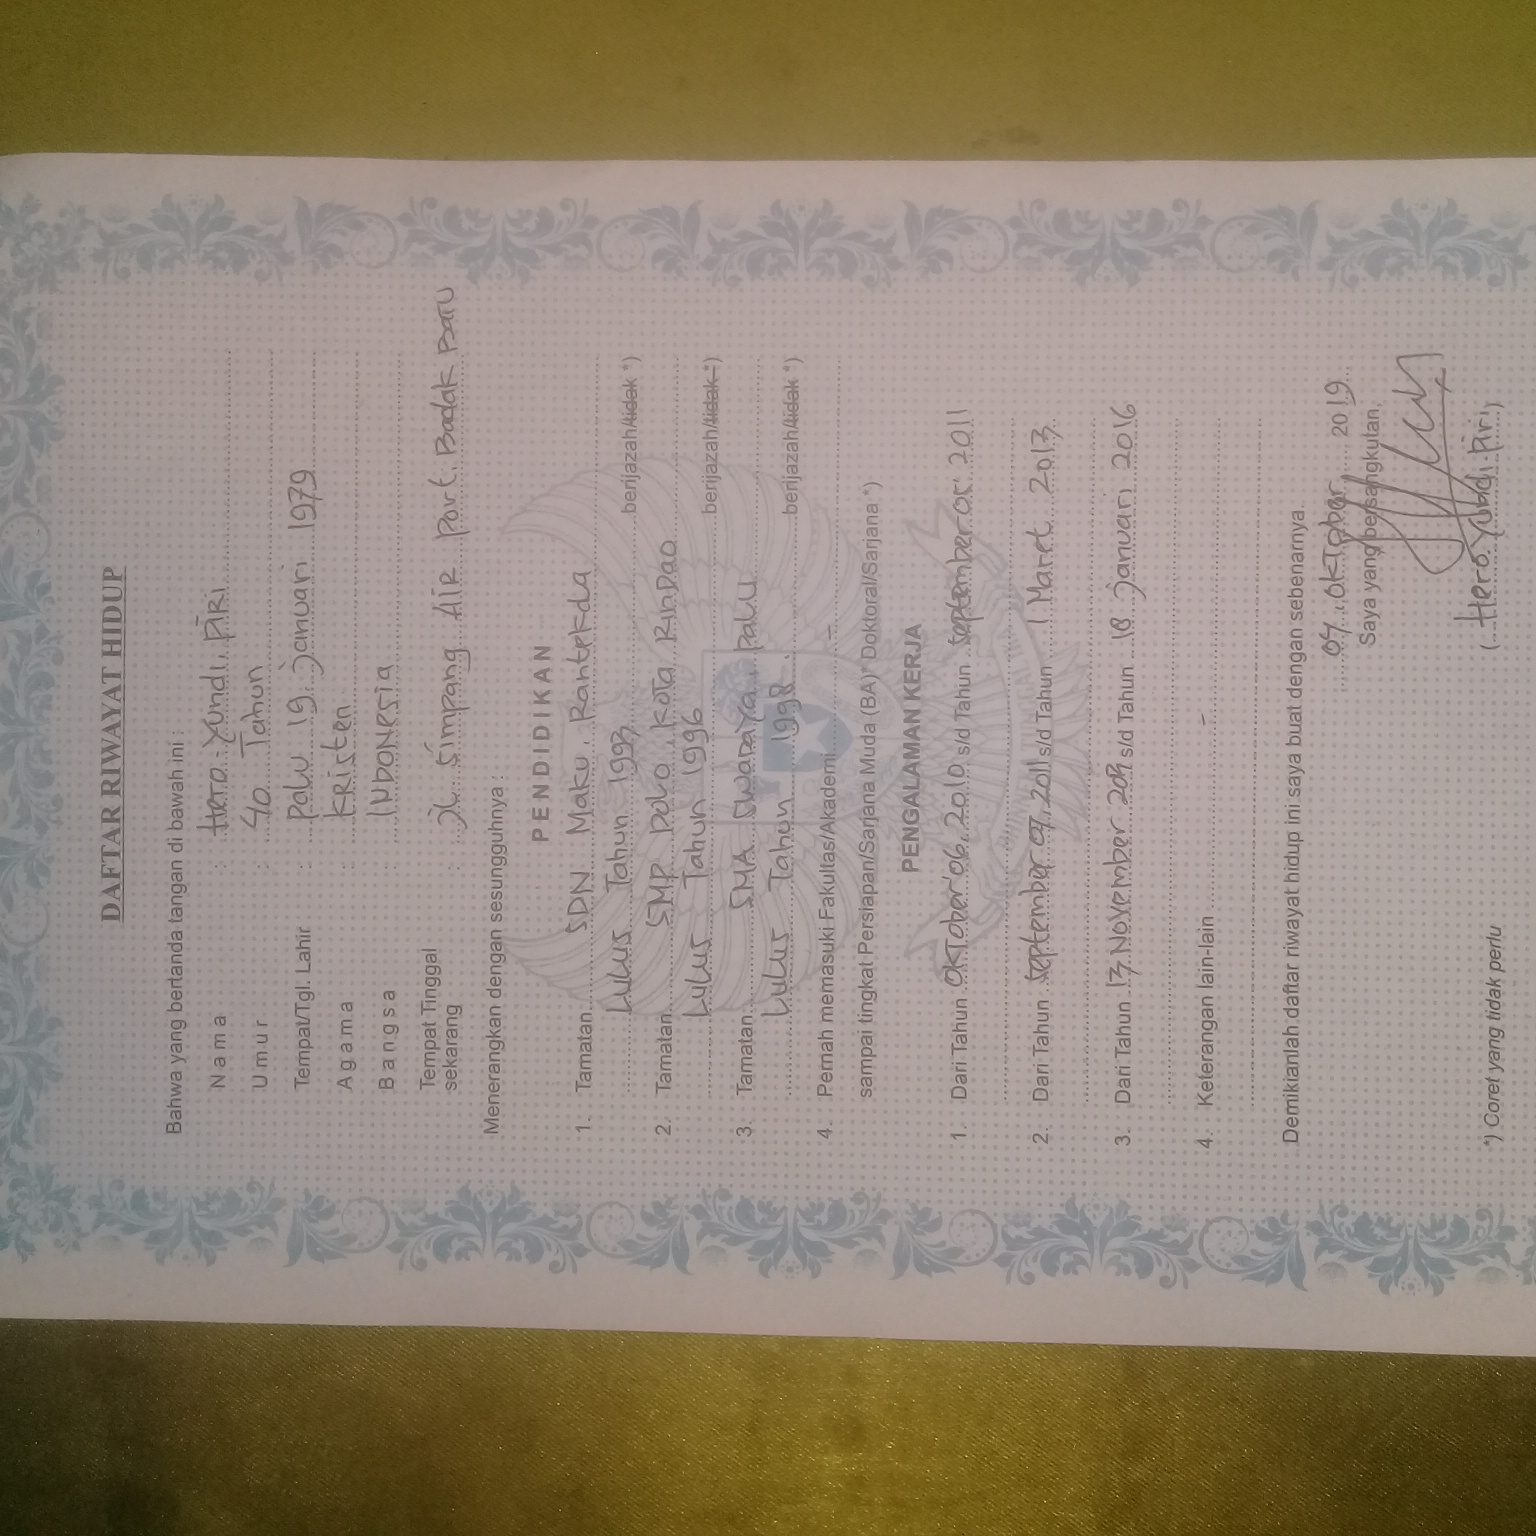 DAFTAR RIWAYAT HIDUP
Bahwa yang bertanda tangan di bawah ini :
Nama : Hero. Yundi. PiRi
Umur : 40 Tahun
Tempat/Tgl. Lahir : Palu 19. januari 1979
Agama : KRisten
Bangsa : INDONesia
Tempat Tinggal
sekarang : jl. simpang AiR port. Badak BarU
Menerangkan dengan sesungguhnya :
PENDIDIKAN
1. Tamatan SDN Maku.
LULUS Tahun 1993 berijazah/tidak *)
2. Tamatan SMP DOLO. KOTA RINDAO
LULUS Tahun 1996 berijazah/tidak *)
3. Tamatan SMA SWADAYA. PALU
LULUS Tahun 1998. berijazah/tidak *)
4. Pernah memasuki Fakultas/Akademi –
sampai tingkat Persiapan/Sarjana Muda (BA)* Doktoral/Sarjana *)
PENGALAMAN KERJA
1. Dari Tahun OKTober'06, 2010 s/d Tahun september 05' 2011
2. Dari Tahun september 07, 2011 s/d Tahun 1 Maret 2013
3. Dari Tahun 13 November s/d Tahun 18 januari 2016
4. Keterangan lain-lain –
Demikianlah daftar riwayat hidup ini saya buat dengan sebenarnya.
OKTober, 2019
Saya yang bersangkutan,
*) Coret yang tidak perlu (Hero. Yundi. Piri)